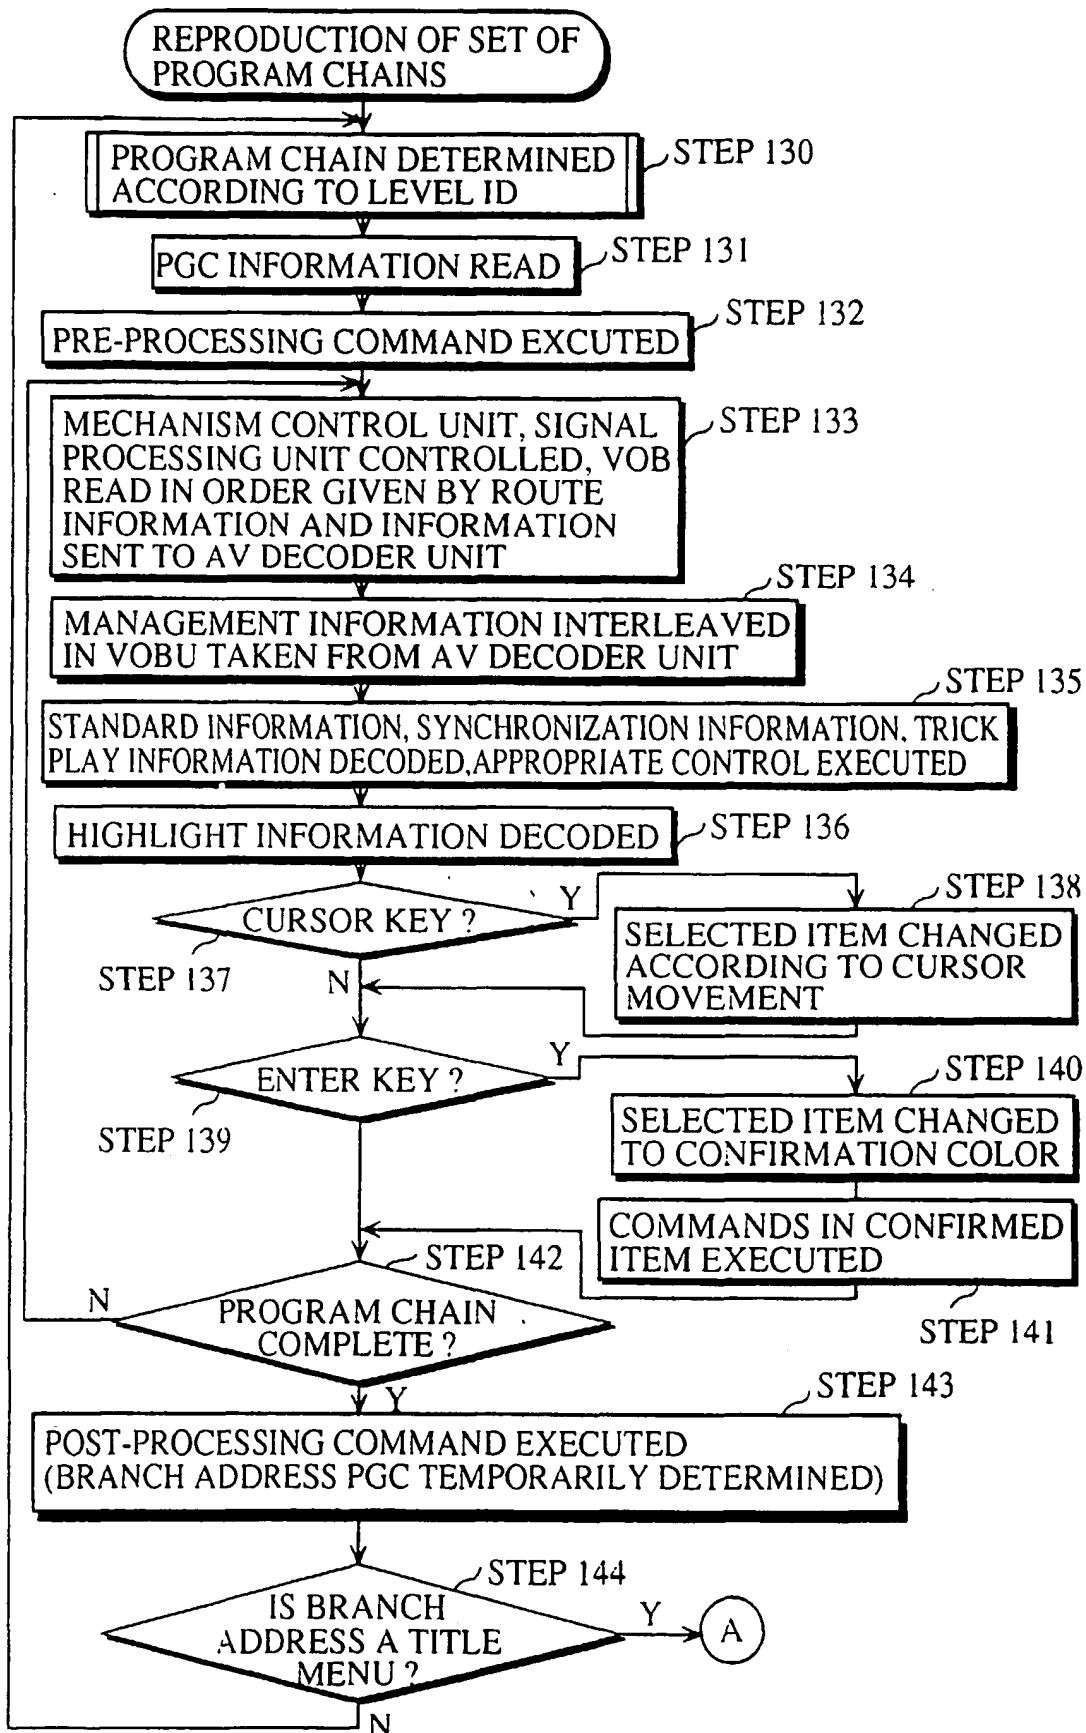 REPRODUCTION OF SET OF
PROGRAM CHAINS
PROGRAM CHAIN DETERMINED
ACCORDING TO LEVEL ID
STEP 130
PGC INFORMATION READ
STEP 131
PRE-PROCESSING COMMAND EXCUTED
STEP 132
MECHANISM CONTROL UNIT, SIGNAL
PROCESSING UNIT CONTROLLED, VOB
READ IN ORDER GIVEN BY ROUTE
INFORMATION AND INFORMATION
SENT TO AV DECODER UNIT
STEP 133
STEP 134
MANAGEMENT INFORMATION INTERLEAVED
IN VOBU TAKEN FROM AV DECODER UNIT
STEP 135
STANDARD INFORMATION, SYNCHRONIZATION INFORMATION, TRICK
PLAY INFORMATION DECODED, APPROPRIATE CONTROL EXECUTED
HIGHLIGHT INFORMATION DECODED
STEP 136
CURSOR KEY ?
Y
STEP 137
N
STEP 138
SELECTED ITEM CHANGED
ACCORDING TO CURSOR
MOVEMENT
ENTER KEY ?
Y
STEP 139
STEP 140
SELECTED ITEM CHANGED
TO CONFIRMATION COLOR
COMMANDS IN CONFIRMED
ITEM EXECUTED
STEP 141
STEP 142
N
PROGRAM CHAIN
COMPLETE ?
Y
STEP 143
POST-PROCESSING COMMAND EXECUTED
(BRANCH ADDRESS PGC TEMPORARILY DETERMINED)
STEP 144
IS BRANCH
ADDRESS A TITLE
MENU ?
Y
A
N